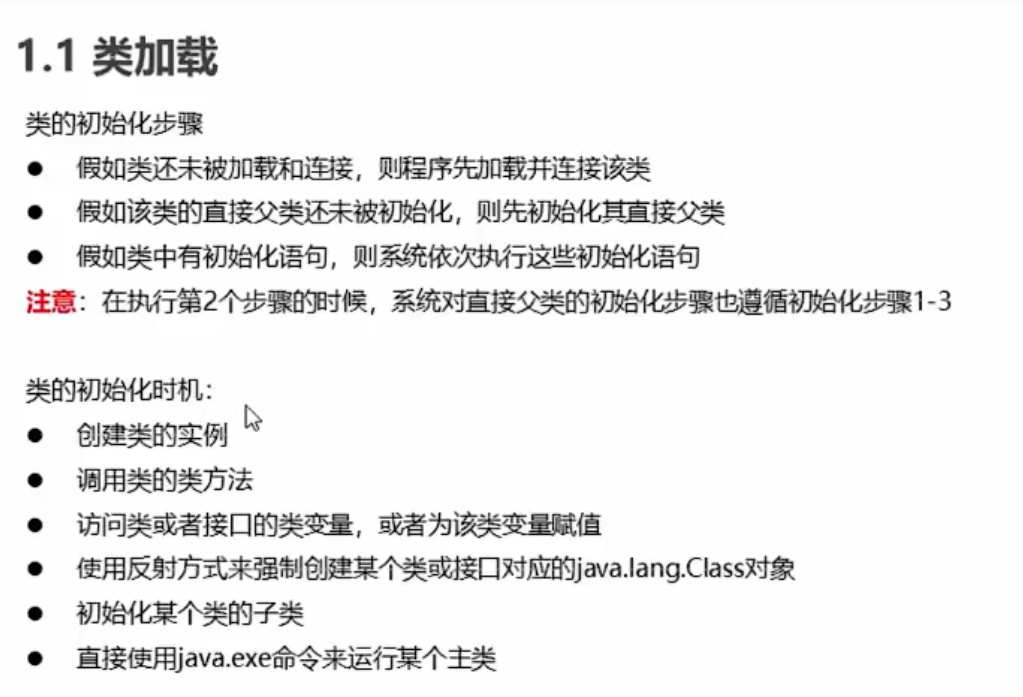 1.1 类加载
类的初始化步骤
● 假如类还未被加载和连接，则程序先加载并连接该类
● 假如该类的直接父类还未被初始化，则先初始化其直接父类
● 假如类中有初始化语句，则系统依次执行这些初始化语句
注意：在执行第2个步骤的时候，系统对直接父类的初始化步骤也遵循初始化步骤1-3
类的初始化时机：
● 创建类的实例
● 调用类的类方法
● 访问类或者接口的类变量，或者为该类变量赋值
● 使用反射方式来强制创建某个类或接口对应的java.lang.Class对象
● 初始化某个类的子类
● 直接使用java.exe命令来运行某个主类